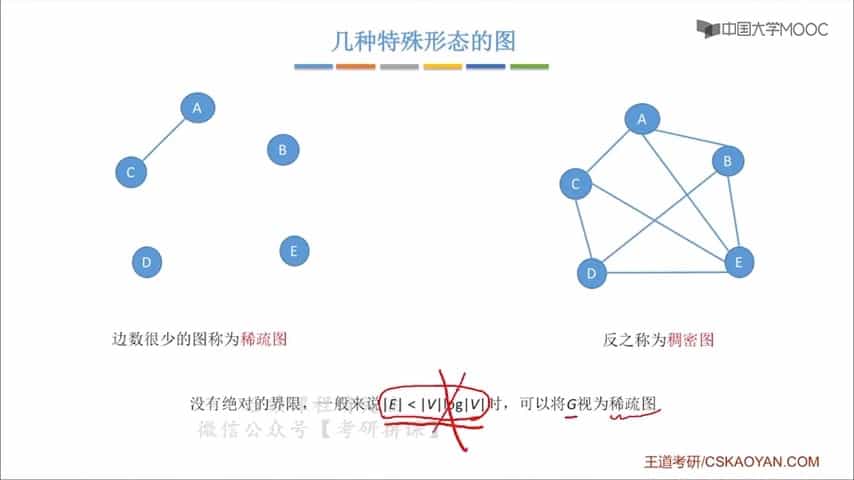 几种特殊形态的图
中国大学MOOC
A
B
C
D
E
A
B
C
D
E
边数很少的图称为稀疏图
反之称为稠密图
没有绝对的界限，一般来说|E| < |V|log|V|时，可以将G视为稀疏图
微信公众号【考研拼课】
王道考研/CSKAOYAN.COM